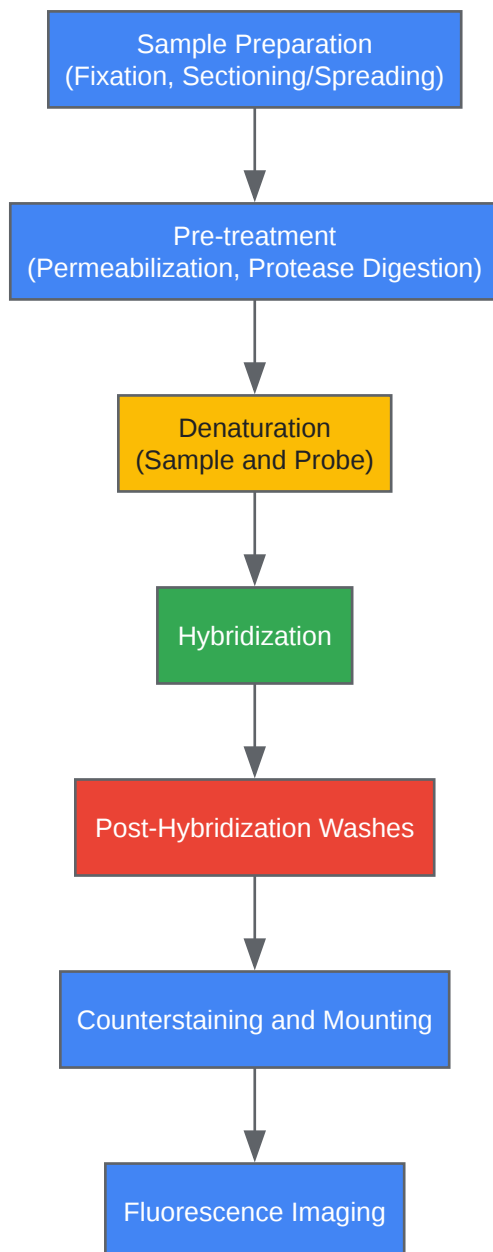 Sample Preparation
(Fixation, Sectioning/Spreading)
Pre-treatment
(Permeabilization, Protease Digestion)
Denaturation
(Sample and Probe)
Hybridization
Post-Hybridization Washes
Counterstaining and Mounting
Fluorescence Imaging